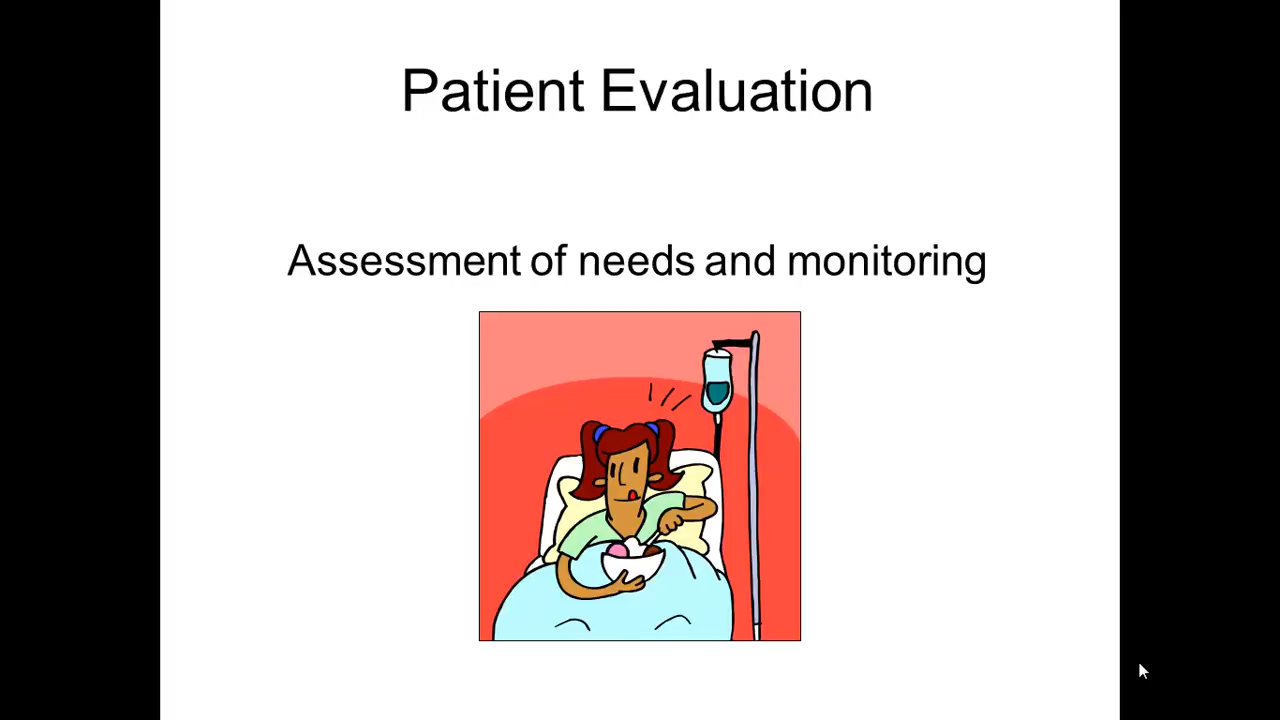 Patient Evaluation
Assessment of needs and monitoring